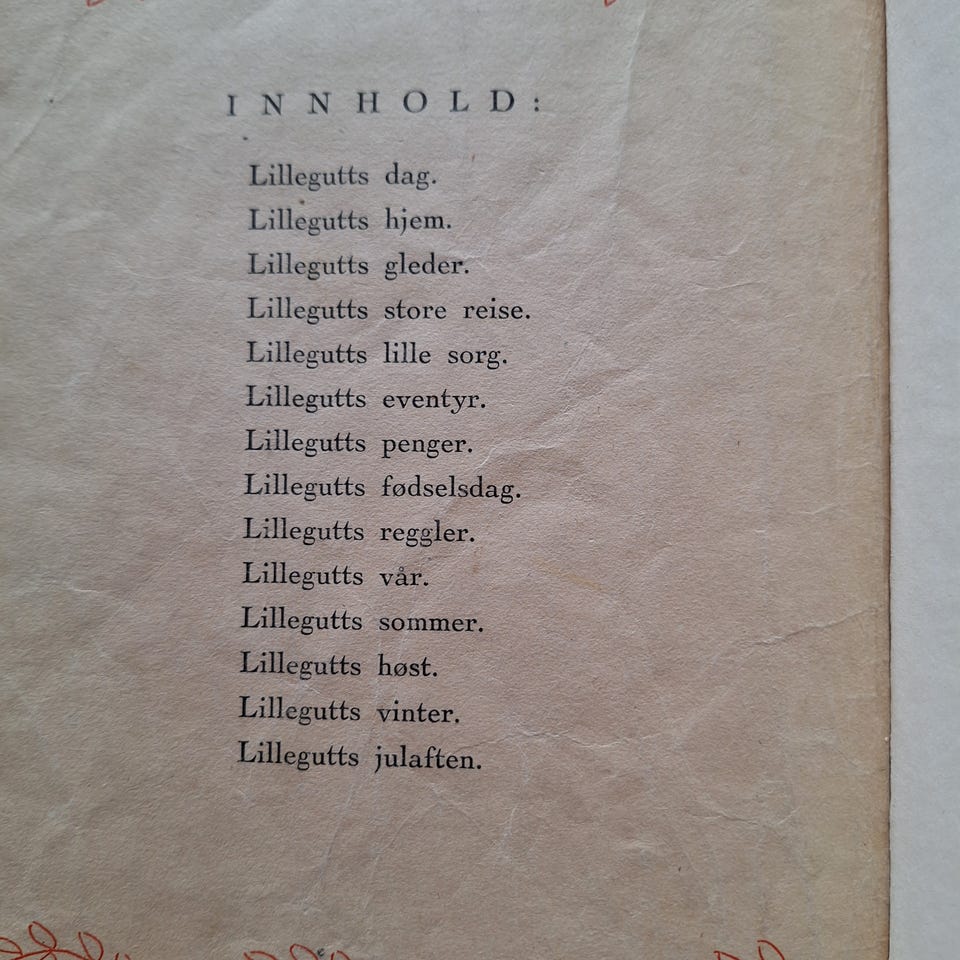 INNHOLD:
Lillegutts dag.
Lillegutts hjem.
Lillegutts gleder.
Lillegutts store reise.
Lillegutts lille sorg.
Lillegutts eventyr.
Lillegutts penger.
Lillegutts fødselsdag.
Lillegutts reggler.
Lillegutts vår.
Lillegutts sommer.
Lillegutts høst.
Lillegutts vinter.
Lillegutts julaften.